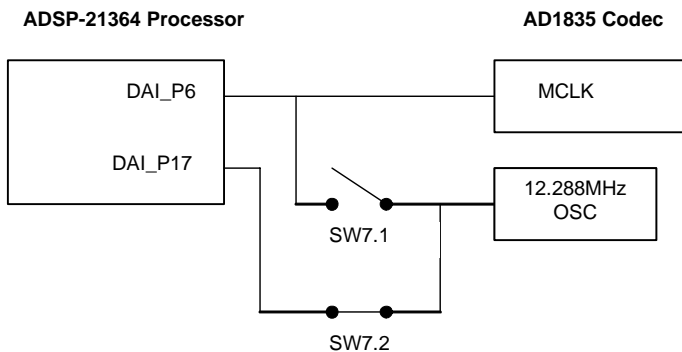 ADSP-21364 Processor
AD1835 Codec
DAI_P6
MCLK
DAI_P17
12.288MHz
OSC
SW7.1
SW7.2